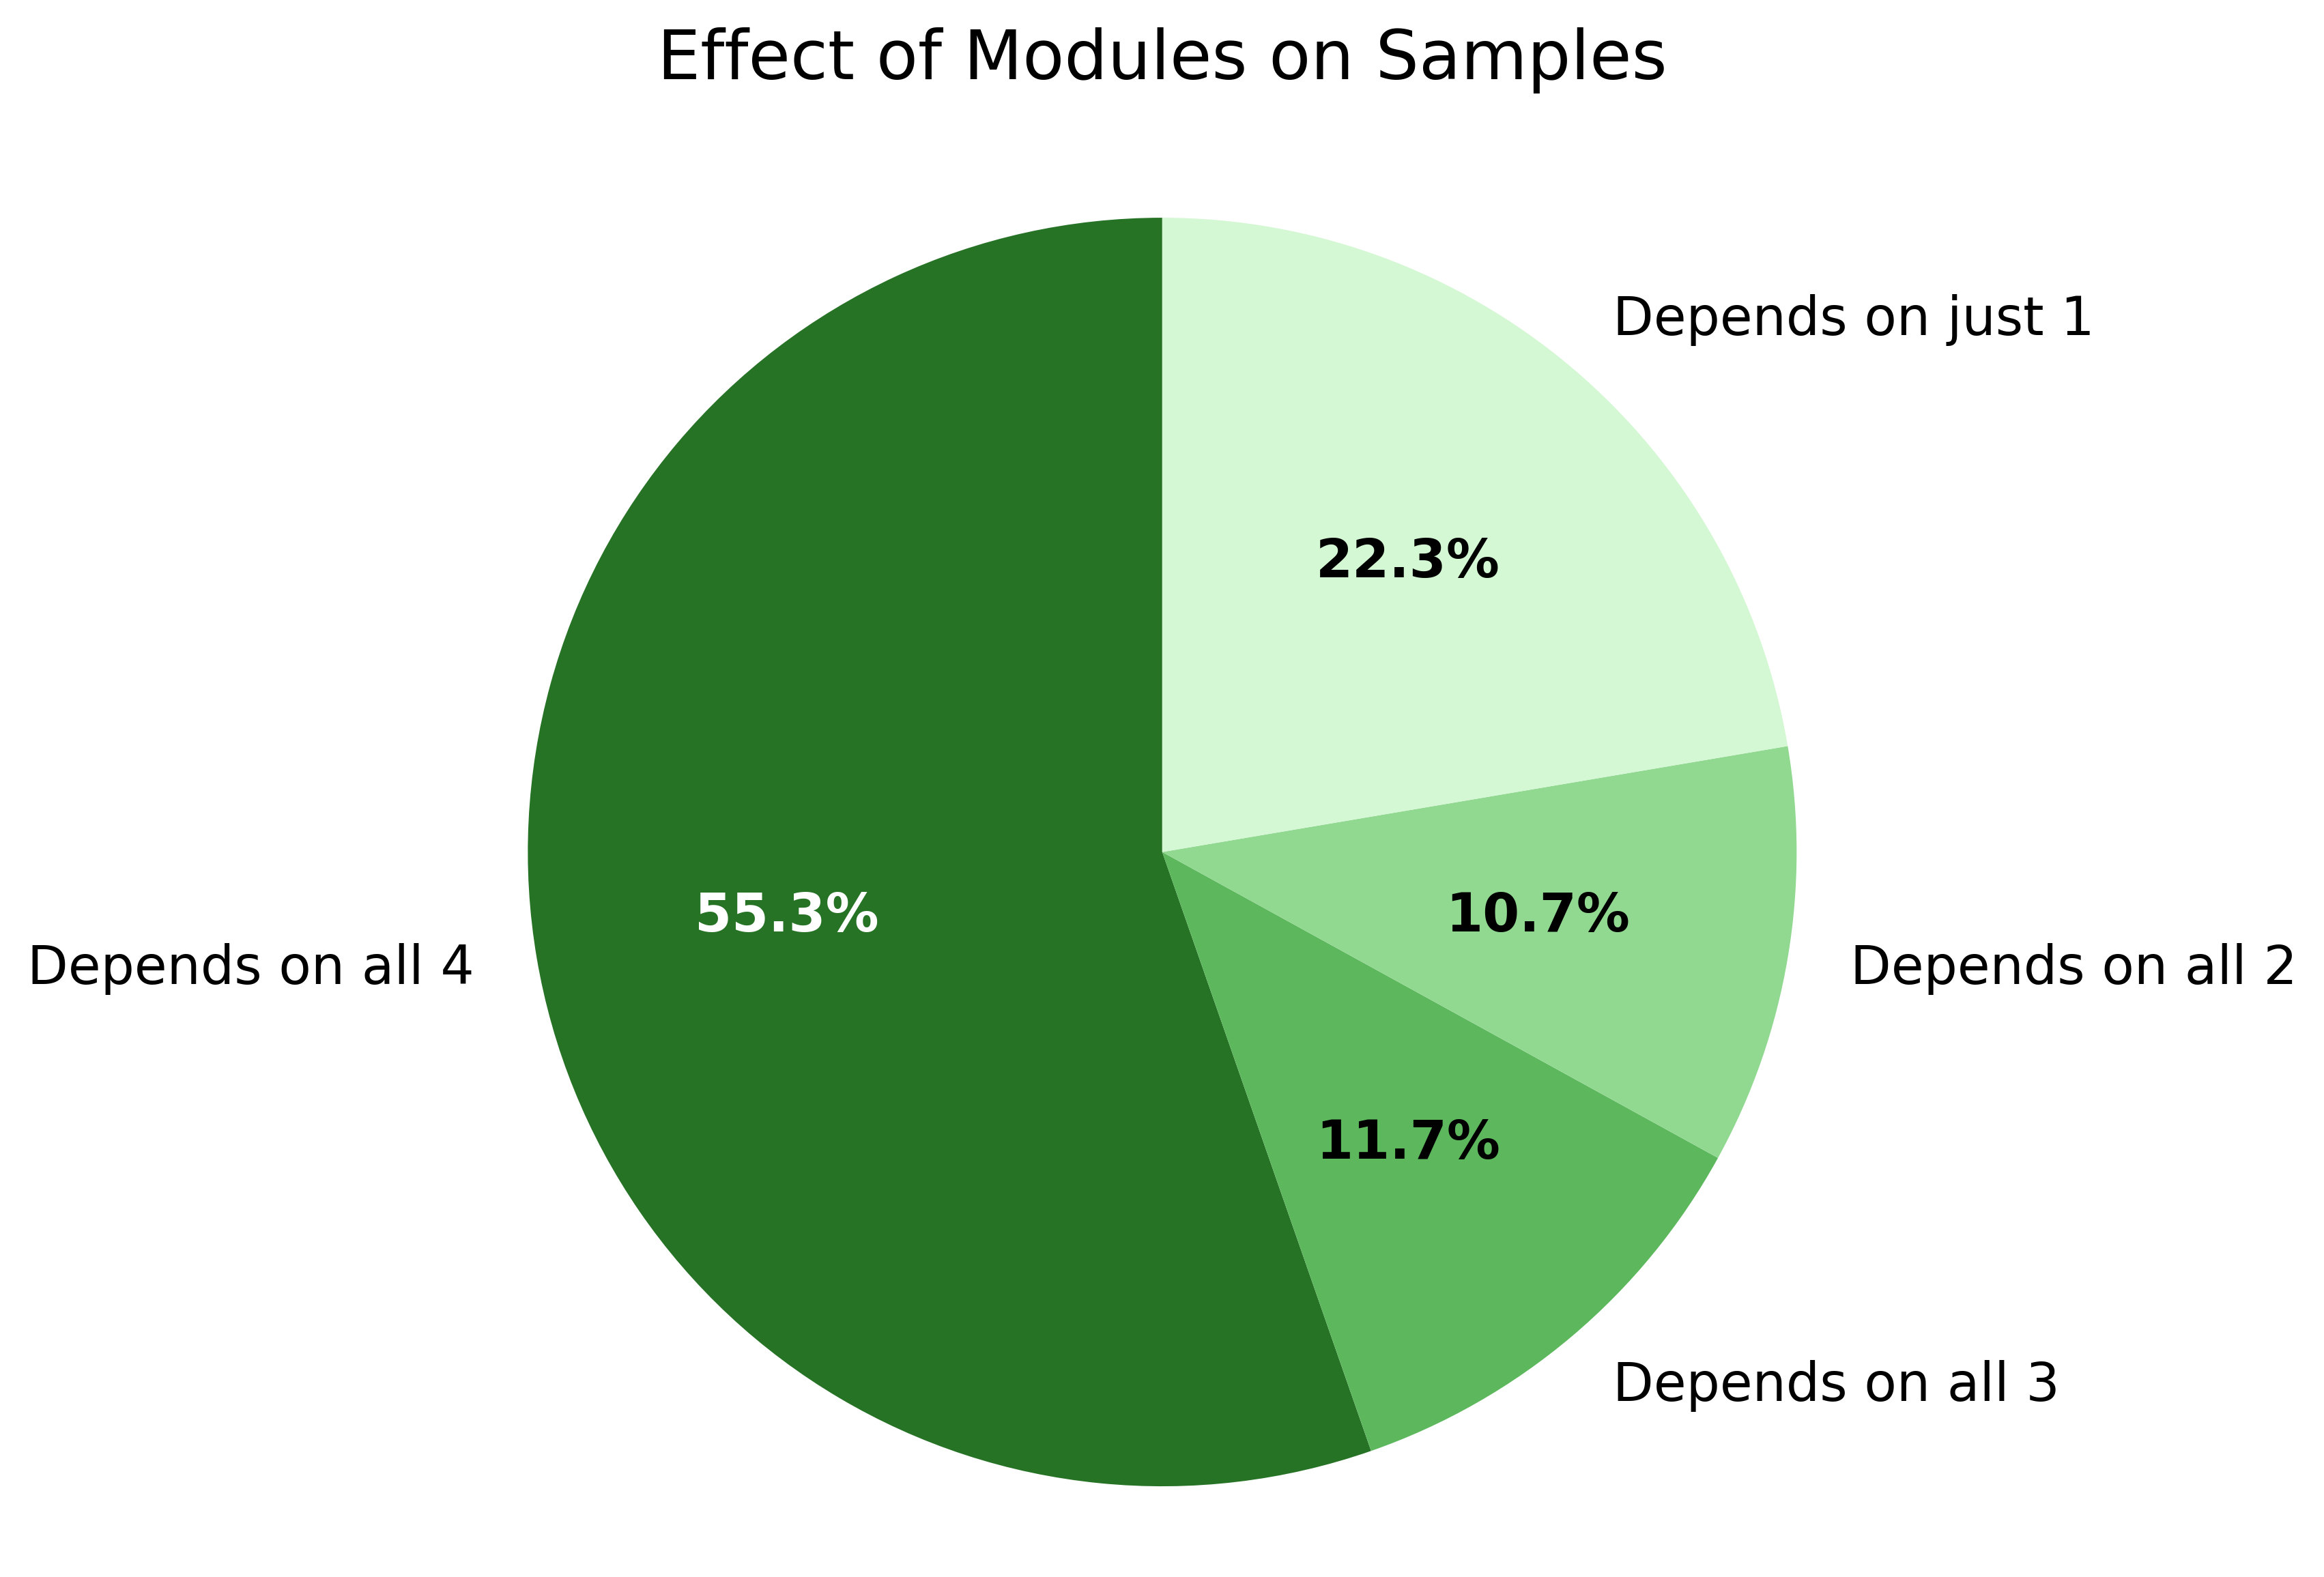 Effect of Modules on Samples
Depends on just 1
22.3%
55.3%
10.7%
Depends on all 4
Depends on all 2
11.7%
Depends on all 3